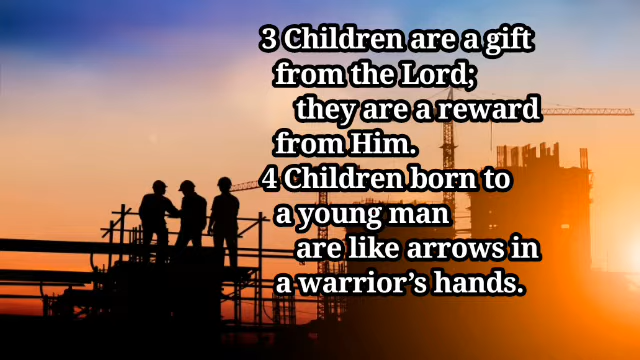 3 Children are a gift
from the Lord;
they are a reward
from Him.
4 Children born to
a young man
are like arrows in
a warrior’s hands.